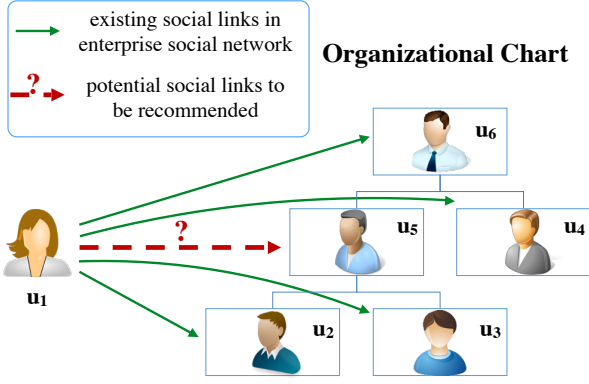 existing social links in
enterprise social network
?
potential social links to
be recommended
Organizational Chart
u6
?
u5
u4
u1
u2
u3